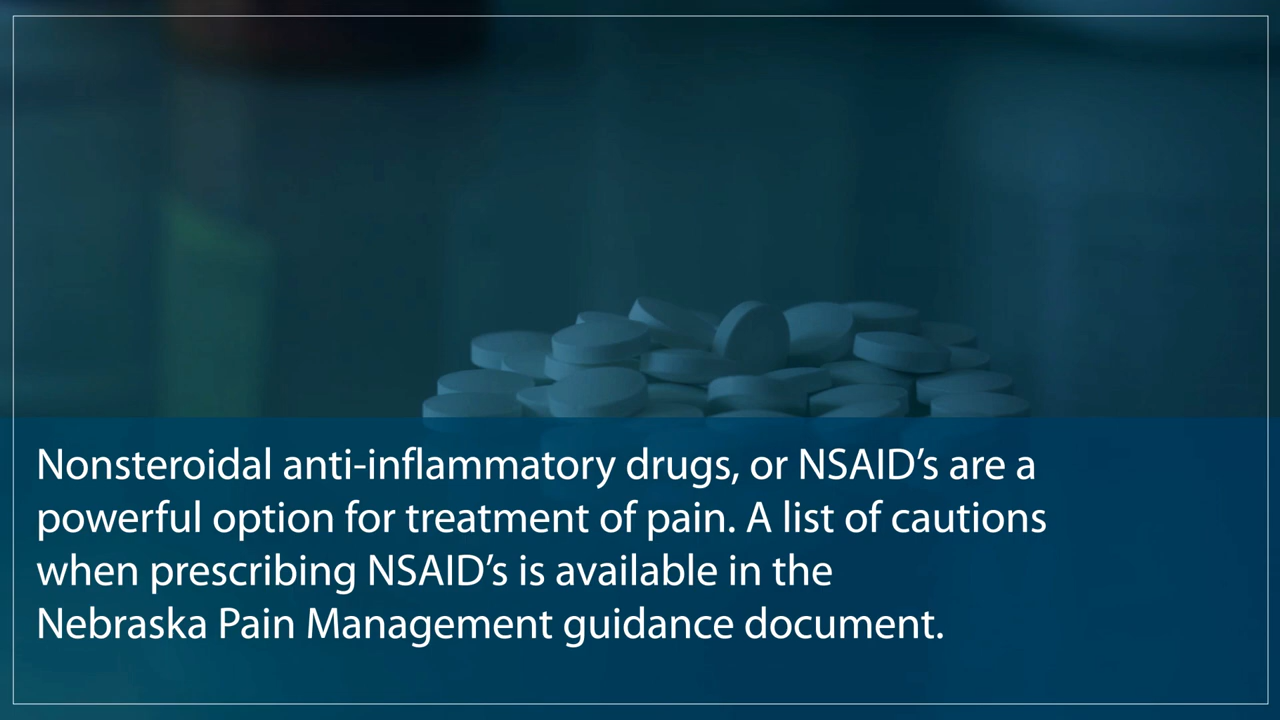 Nonsteroidal anti-inflammatory drugs, or NSAID’s are a
powerful option for treatment of pain. A list of cautions
when prescribing NSAID’s is available in the
Nebraska Pain Management guidance document.